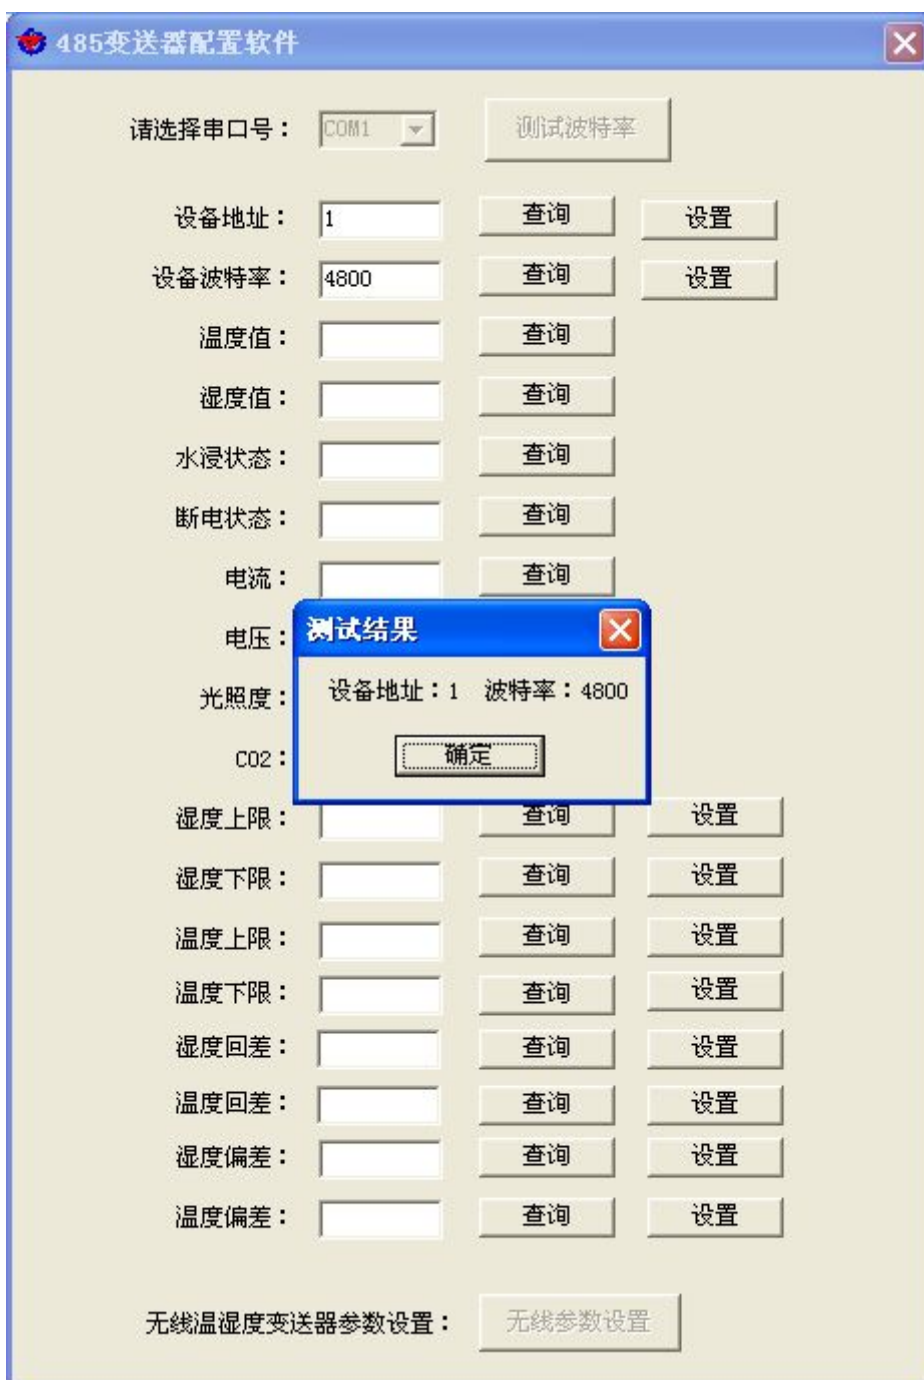 485变送器配置软件
请选择串口号： COM1 测试波特率
设备地址： 1 查询 设置
设备波特率： 4800 查询 设置
温度值： 查询
湿度值： 查询
水浸状态： 查询
断电状态： 查询
电流： 查询
电压：
测试结果
光照度：
设备地址：1 波特率：4800
CO2：
确定
湿度上限： 查询 设置
湿度下限： 查询 设置
温度上限： 查询 设置
温度下限： 查询 设置
湿度回差： 查询 设置
温度回差： 查询 设置
湿度偏差： 查询 设置
温度偏差： 查询 设置
无线温湿度变送器参数设置： 无线参数设置